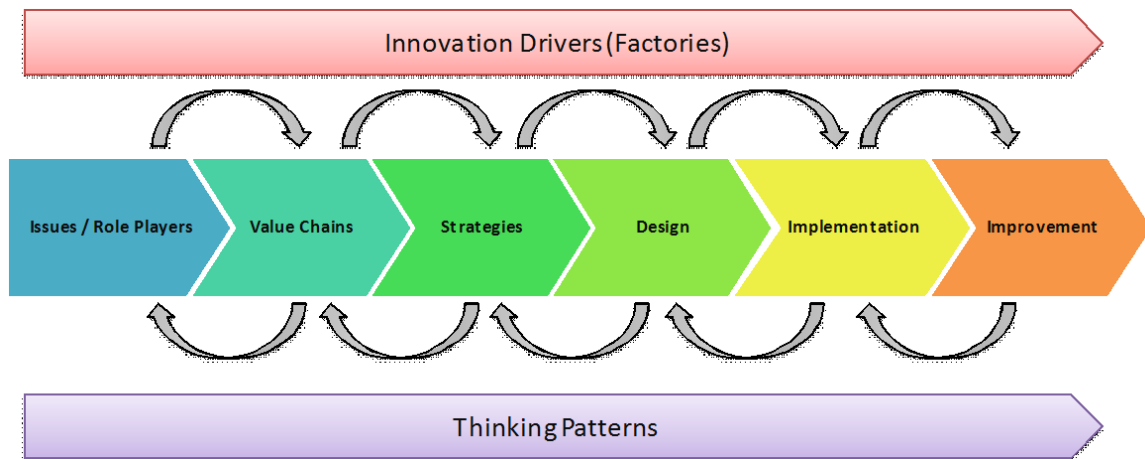 Innovation Drivers (Factories)
Issues / Role Players
Value Chains
Strategies
Design
Implementation
Improvement
Thinking Patterns